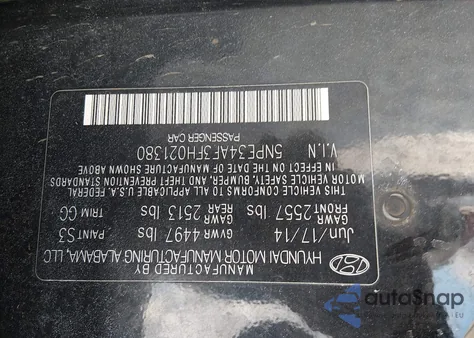 MANUFACTURED BY
HYUNDAI MOTOR MANUFACTURING ALABAMA, LLC
Jun/17/14 GVWR 4497 lbs PAINT S3
GAWR FRONT 2557 lbs GAWR REAR 2513 lbs TRIM CC
THIS VEHICLE CONFORMS TO ALL APPLICABLE U.S.A. FEDERAL
MOTOR VEHICLE SAFETY, BUMPER, AND THEFT PREVENTION STANDARDS
IN EFFECT ON THE DATE OF MANUFACTURE SHOWN ABOVE
V.I.N. 5NPE34AF3FH021380
PASSENGER CAR
autoSnap